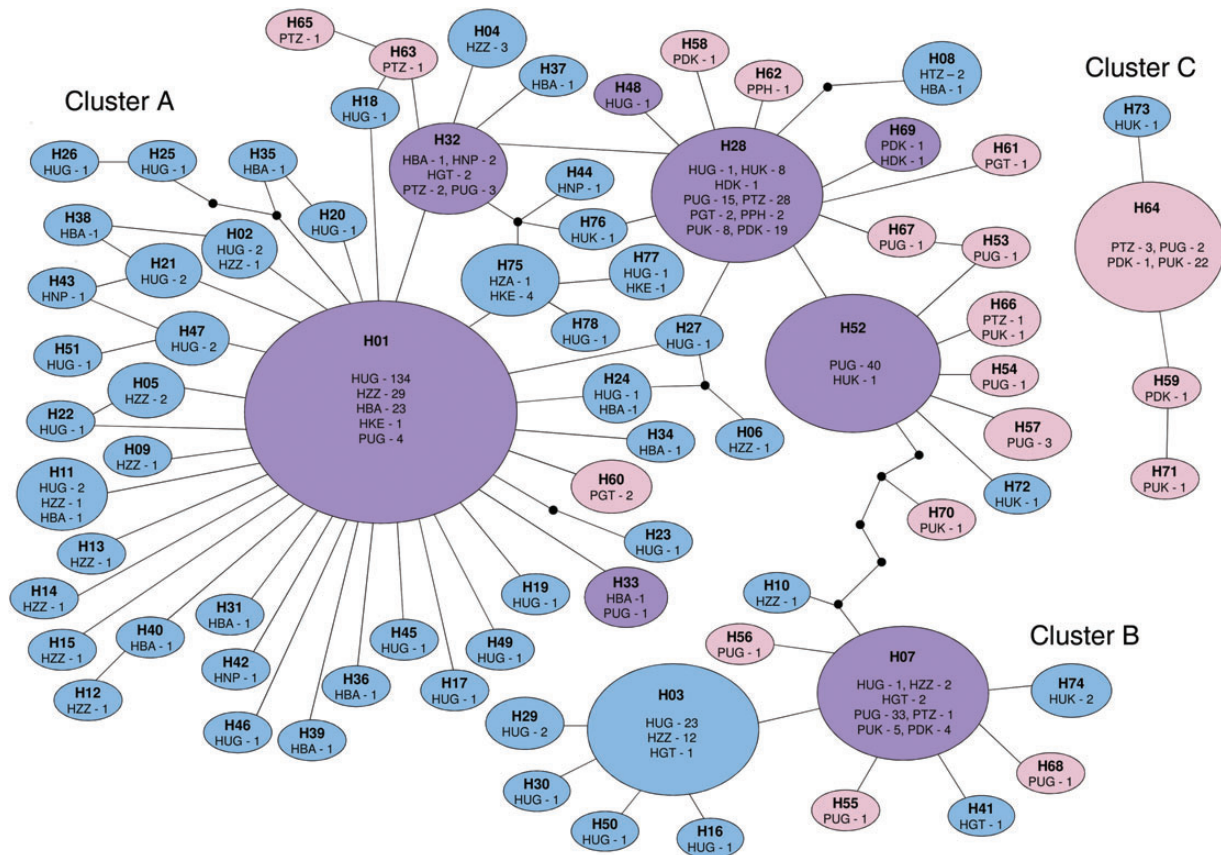 H65
PTZ - 1
H63
PTZ - 1
H04
HZZ - 3
H37
HBA - 1
H58
PDK - 1
H62
PPH - 1
H48
HUG - 1
H08
HTZ - 2
HBA - 1
Cluster C
Cluster A
H18
HUG - 1
H73
HUK - 1
H26
HUG - 1
H25
HUG - 1
H35
HBA - 1
H32
HBA - 1, HNP - 2
HGT - 2
PTZ - 2, PUG - 3
H28
HUG - 1, HUK - 8
HDK - 1
PUG - 15, PTZ - 28
PGT - 2, PPH - 2
PUK - 8, PDK - 19
H69
PDK - 1
HDK - 1
H61
PGT - 1
H44
HNP - 1
H76
HUK - 1
H38
HBA -1
H02
HUG - 2
HZZ - 1
H20
HUG - 1
H67
PUG - 1
H53
PUG - 1
H64
PTZ - 3, PUG - 2
PDK - 1, PUK - 22
H43
HNP - 1
H21
HUG - 2
H75
HZA - 1
HKE - 4
H77
HUG - 1
HKE -1
H78
HUG - 1
H27
HUG - 1
H66
PTZ - 1
PUK - 1
H51
HUG - 1
H47
HUG - 2
H01
HUG - 134
HZZ - 29
HBA - 23
HKE - 1
PUG - 4
H52
PUG - 40
HUK - 1
H54
PUG - 1
H59
PDK - 1
H05
HZZ - 2
H24
HUG - 1
HBA -1
H22
HUG - 1
H57
PUG - 3
H34
HBA - 1
H06
HZZ - 1
H09
HZZ - 1
H11
HUG - 2
HZZ - 1
HBA - 1
H60
PGT - 2
H72
HUK - 1
H71
PUK - 1
H70
PUK - 1
H13
HZZ - 1
H23
HUG - 1
H14
HZZ - 1
H31
HBA - 1
H19
HUG - 1
H33
HBA -1
PUG - 1
H10
HZZ - 1
H15
HZZ - 1
H40
HBA - 1
H45
HUG - 1
H49
HUG - 1
H56
PUG - 1
Cluster B
H42
HNP - 1
H36
HBA - 1
H17
HUG - 1
H07
HUG - 1, HZZ - 2
HGT - 2
PUG - 33, PTZ - 1
PUK - 5, PDK - 4
H74
HUK - 2
H12
HZZ - 1
H03
HUG - 23
HZZ - 12
HGT - 1
H46
HUG - 1
H39
HBA - 1
H29
HUG - 2
H68
PUG - 1
H30
HUG - 1
H55
PUG - 1
H41
HGT - 1
H50
HUG - 1
H16
HUG - 1